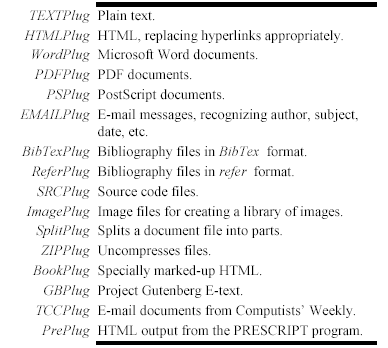 TEXTPlug Plain text.
HTMLPlug HTML, replacing hyperlinks appropriately.
WordPlug Microsoft Word documents.
PDFPlug PDF documents.
PSPlug PostScript documents.
EMAILPlug E-mail messages, recognizing author, subject,
date, etc.
BibTexPlug Bibliography files in BibTex format.
ReferPlug Bibliography files in refer format.
SRCPlug Source code files.
ImagePlug Image files for creating a library of images.
SplitPlug Splits a document file into parts.
ZIPPlug Uncompresses files.
BookPlug Specially marked-up HTML.
GBPlug Project Gutenberg E-text.
TCCPlug E-mail documents from Computists' Weekly.
PrePlug HTML output from the PRESCRIPT program.